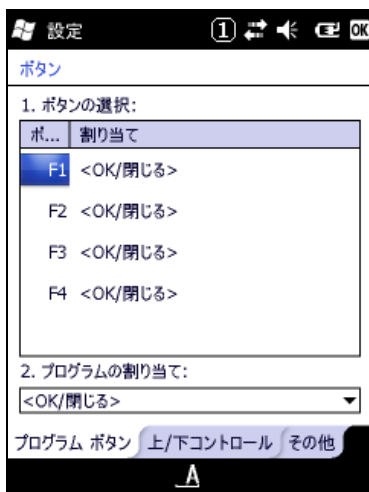 設定 1 OK
ボタン
1. ボタンの選択:
ボ... 割り当て
F1 <OK/閉じる>
F2 <OK/閉じる>
F3 <OK/閉じる>
F4 <OK/閉じる>
2. プログラムの割り当て:
<OK/閉じる>
プログラム ボタン 上/下コントロール その他
A